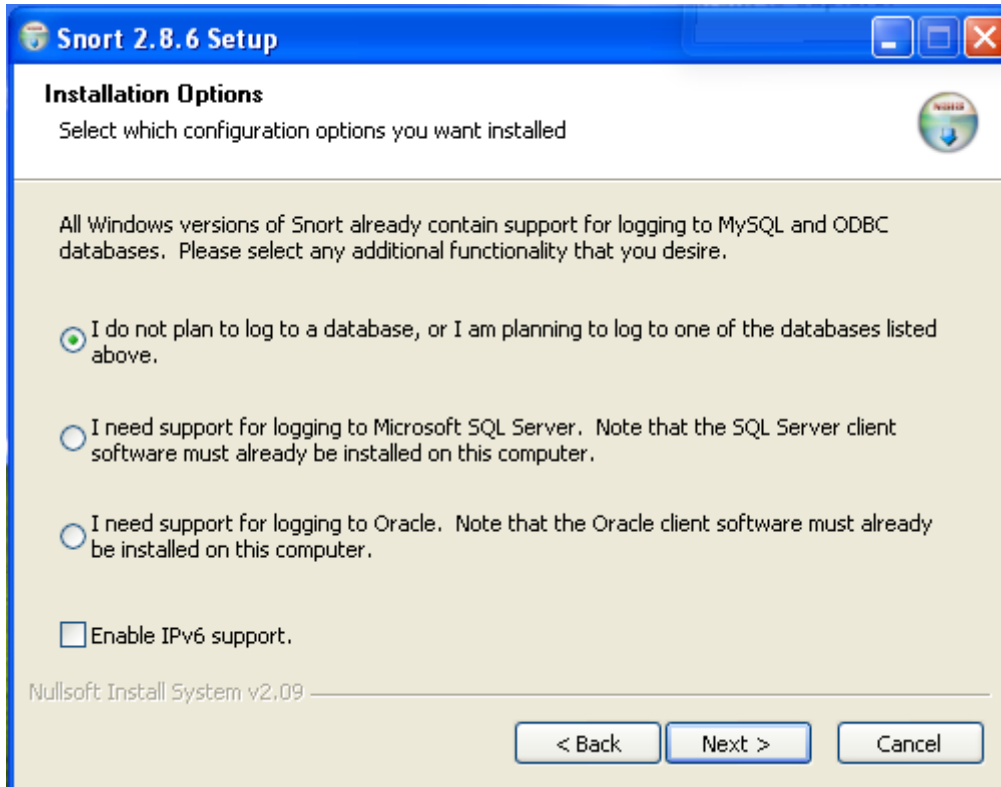 Snort 2.8.6 Setup
Installation Options
Select which configuration options you want installed
All Windows versions of Snort already contain support for logging to MySQL and ODBC
databases.  Please select any additional functionality that you desire.
I do not plan to log to a database, or I am planning to log to one of the databases listed
above.
I need support for logging to Microsoft SQL Server.  Note that the SQL Server client
software must already be installed on this computer.
I need support for logging to Oracle.  Note that the Oracle client software must already
be installed on this computer.
Enable IPv6 support.
Nullsoft Install System v2.09
< Back
Next >
Cancel